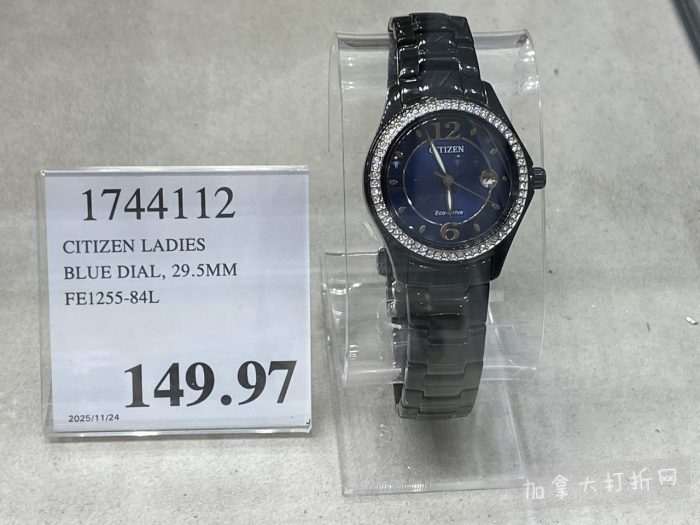 1744112
CITIZEN LADIES
BLUE DIAL, 29.5MM
FE1255-84L
149.97
2025/11/24
12
CITIZEN
Eco-Drive
6
加拿大打折网